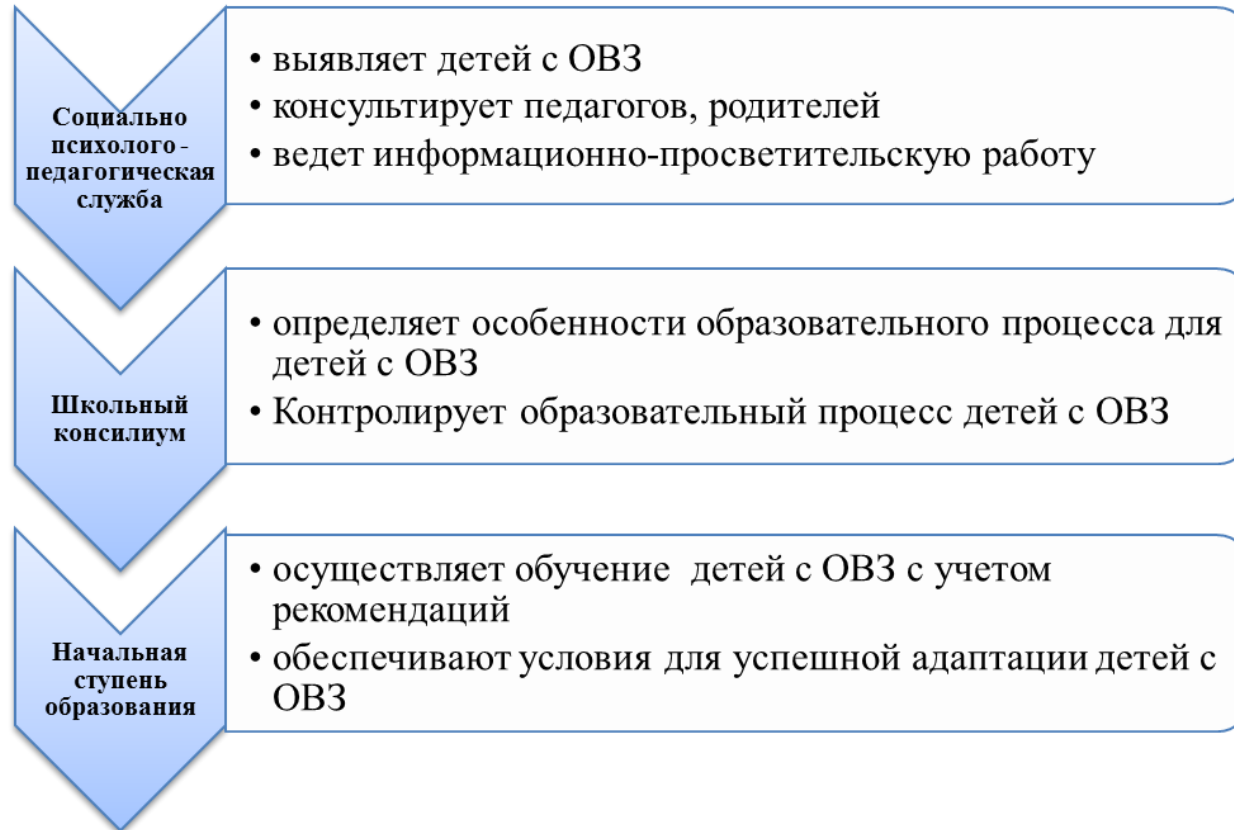 Социально
психолого -
педагогическая
служба
• выявляет детей с ОВЗ
• консультирует педагогов, родителей
• ведет информационно-просветительскую работу
Школьный
консилиум
• определяет особенности образовательного процесса для
детей с ОВЗ
• Контролирует образовательный процесс детей с ОВЗ
Начальная
ступень
образования
• осуществляет обучение детей с ОВЗ с учетом
рекомендаций
• обеспечивают условия для успешной адаптации детей с
ОВЗ